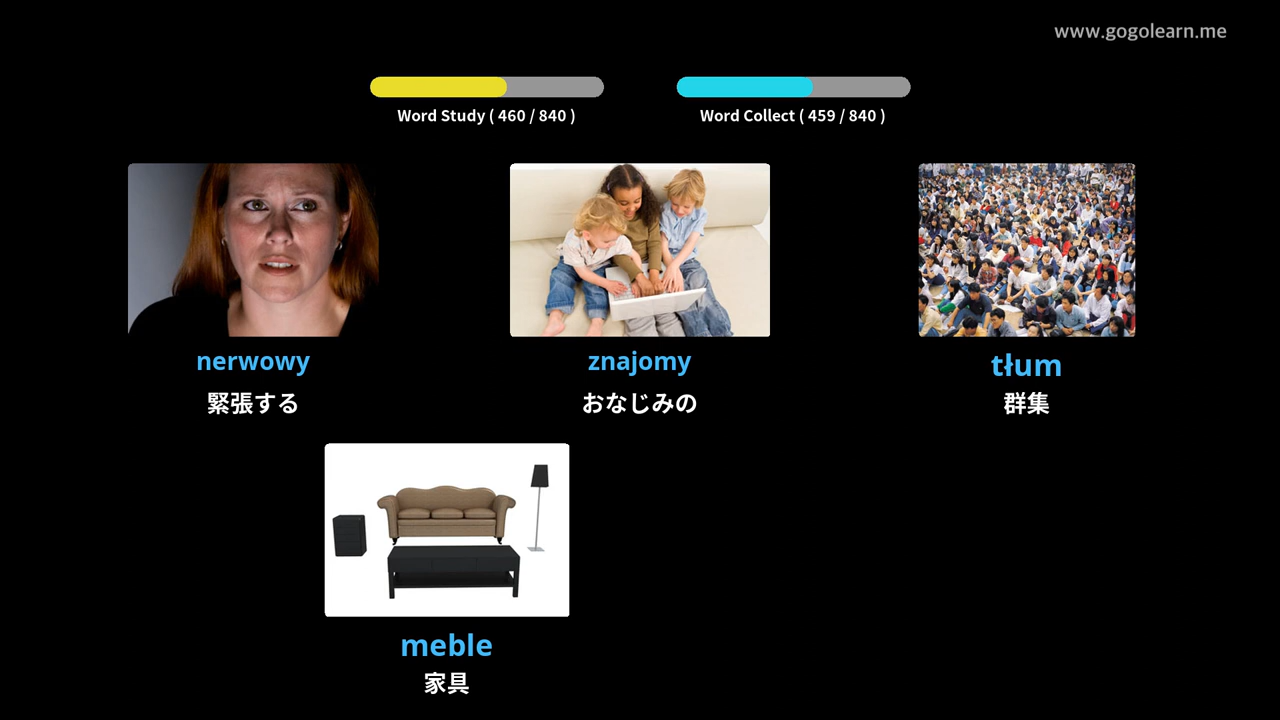 www.gogolearn.me
Word Study ( 460 / 840 )
Word Collect ( 459 / 840 )
nerwowy
緊張する
znajomy
おなじみの
tłum
群集
meble
家具